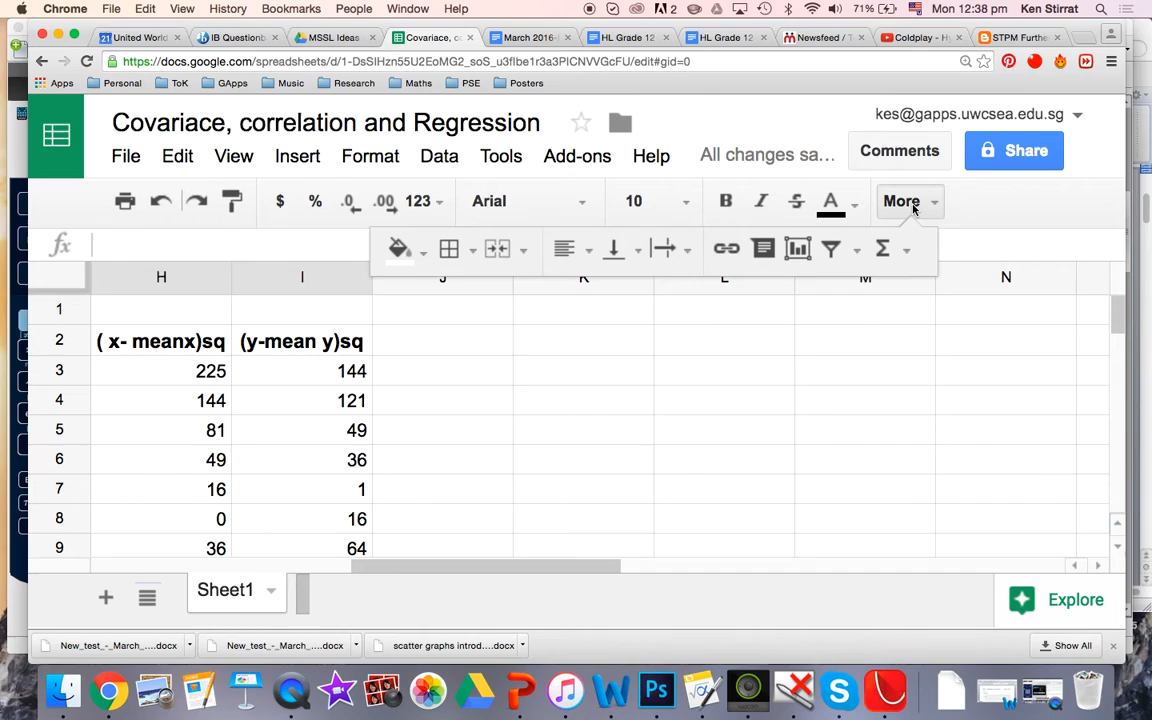 Chrome File Edit View History Bookmarks People Window Help 2 71% Mon 12:38 pm Ken Stirrat
United World IB Questionb MSSL Ideas Covariace, co March 2016- HL Grade 12 HL Grade 12 Newsfeed / T Coldplay - Hy STPM Furthe
https://docs.google.com/spreadsheets/d/1-DsSlHzn55U2EoMG2_soS_u3flbe1r3a3PlCNVVGcFU/edit#gid=0
Apps Personal ToK GApps Music Research Maths PSE Posters
Covariace, correlation and Regression
kes@gapps.uwcsea.edu.sg
File Edit View Insert Format Data Tools Add-ons Help All changes sa... Comments Share
$ % .0 .00 123 Arial 10 B I S A More
fx Σ
H I J K L M N
1
2 ( x- meanx)sq (y-mean y)sq
3 225 144
4 144 121
5 81 49
6 49 36
7 16 1
8 0 16
9 36 64
Sheet1
Explore
New_test_-_March_....docx New_test_-_March_....docx scatter graphs introd....docx Show All